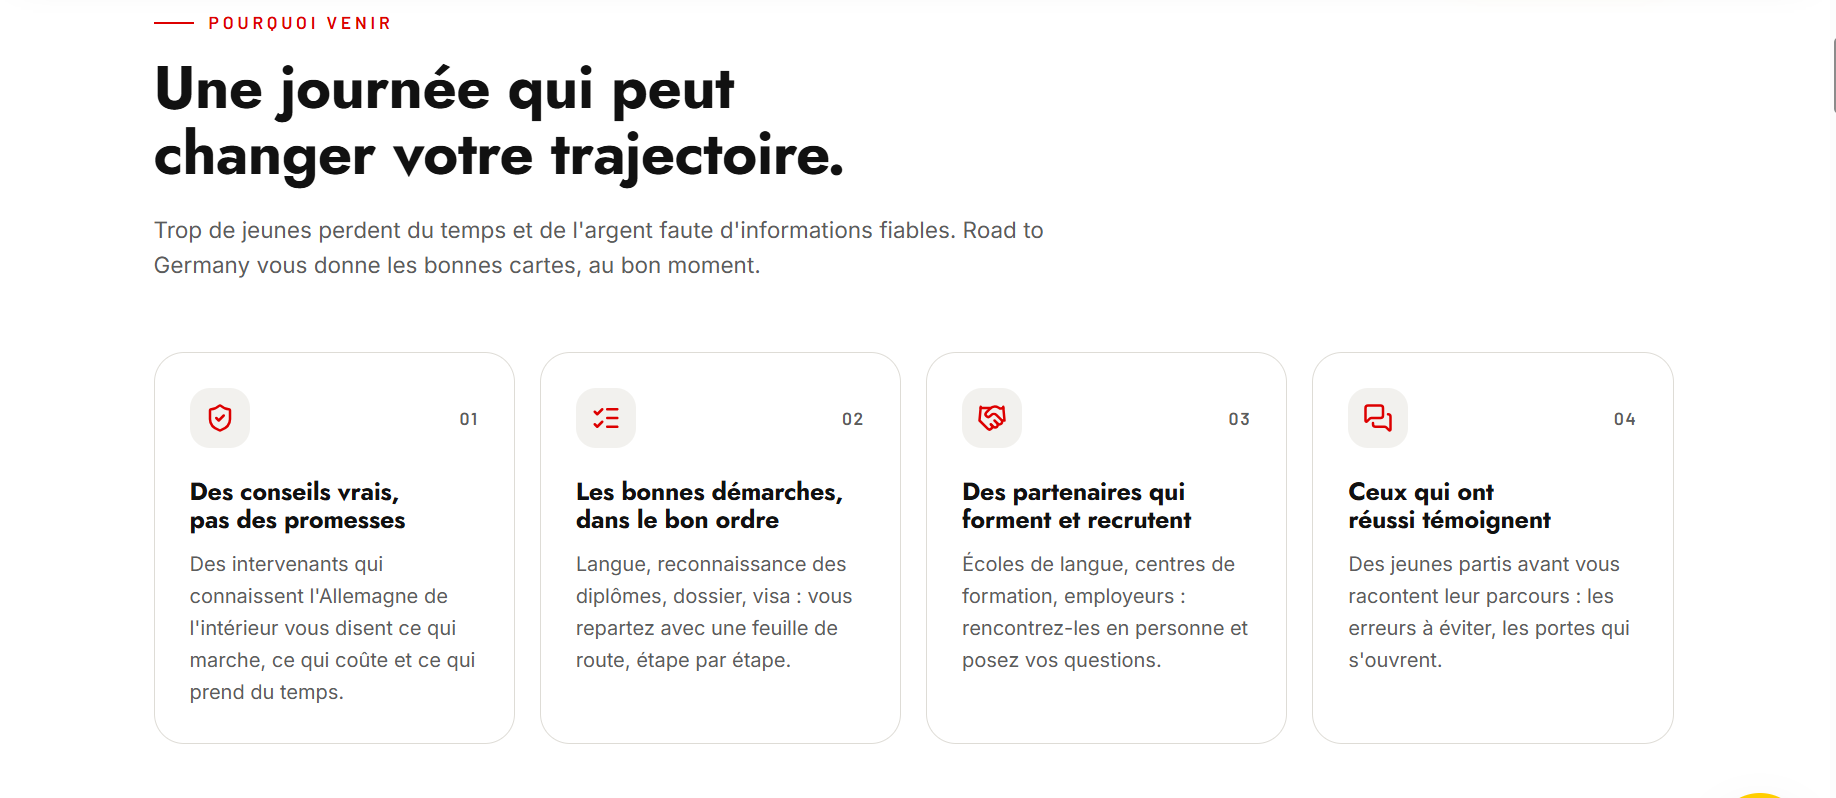 POURQUOI VENIR
Une journée qui peut
changer votre trajectoire.
Trop de jeunes perdent du temps et de l'argent faute d'informations fiables. Road to
Germany vous donne les bonnes cartes, au bon moment.
01
Des conseils vrais,
pas des promesses
Des intervenants qui
connaissent l'Allemagne de
l'intérieur vous disent ce qui
marche, ce qui coûte et ce qui
prend du temps.
02
Les bonnes démarches,
dans le bon ordre
Langue, reconnaissance des
diplômes, dossier, visa : vous
repartez avec une feuille de
route, étape par étape.
03
Des partenaires qui
forment et recrutent
Écoles de langue, centres de
formation, employeurs :
rencontrez-les en personne et
posez vos questions.
04
Ceux qui ont
réussi témoignent
Des jeunes partis avant vous
racontent leur parcours : les
erreurs à éviter, les portes qui
s'ouvrent.